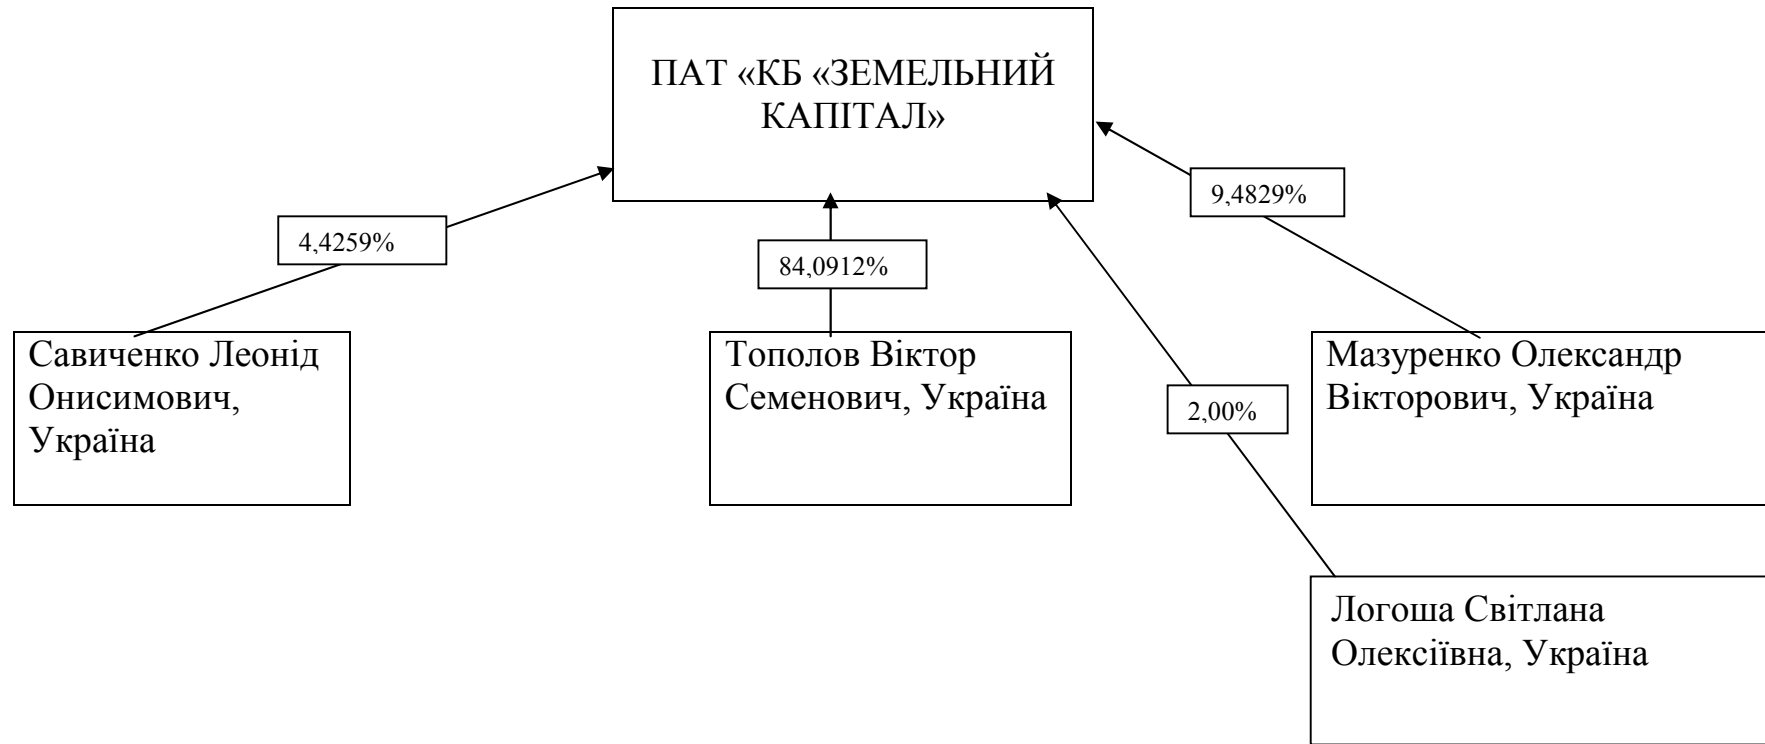 ПАТ «КБ «ЗЕМЕЛЬНИЙ
КАПІТАЛ»
9,4829%
4,4259%
84,0912%
Савиченко Леонід
Онисимович,
Україна
Тополов Віктор
Семенович, Україна
2,00%
Мазуренко Олександр
Вікторович, Україна
Логоша Світлана
Олексіївна, Україна